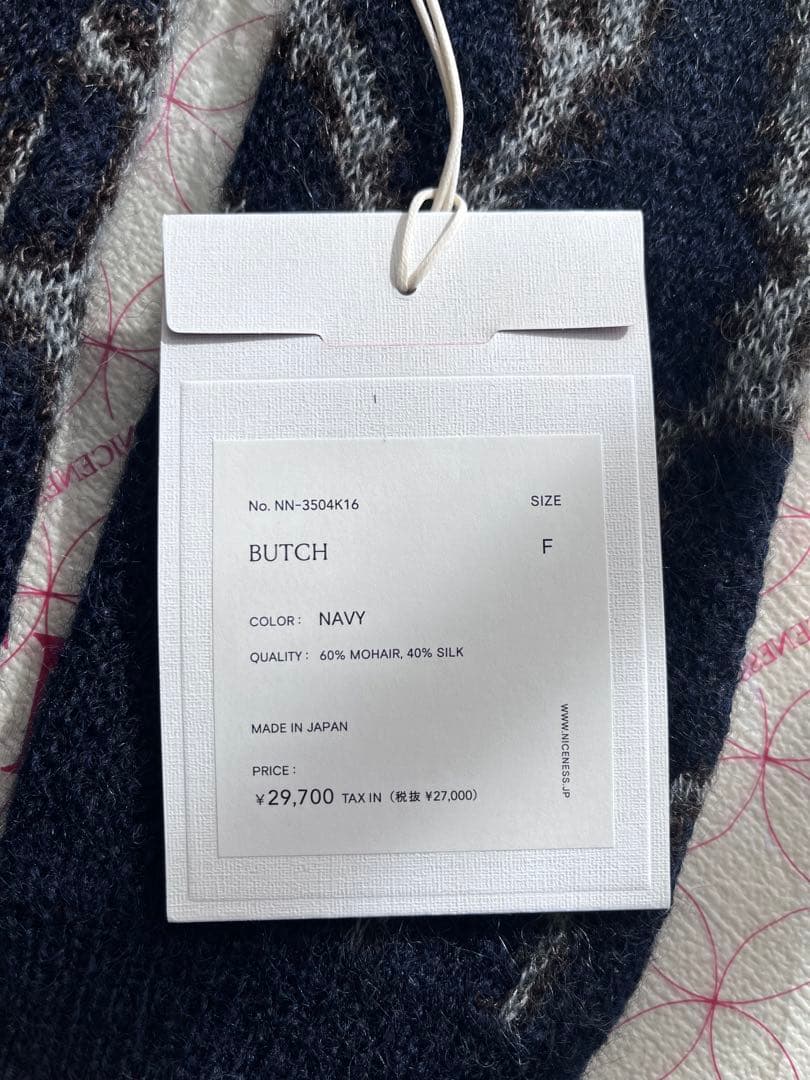 No. NN-3504K16
SIZE
BUTCH
F
COLOR : NAVY
QUALITY : 60% MOHAIR, 40% SILK
MADE IN JAPAN
PRICE :
¥29,700 TAX IN (税抜 ¥27,000)
WWW.NICENESS.JP
NICENESS